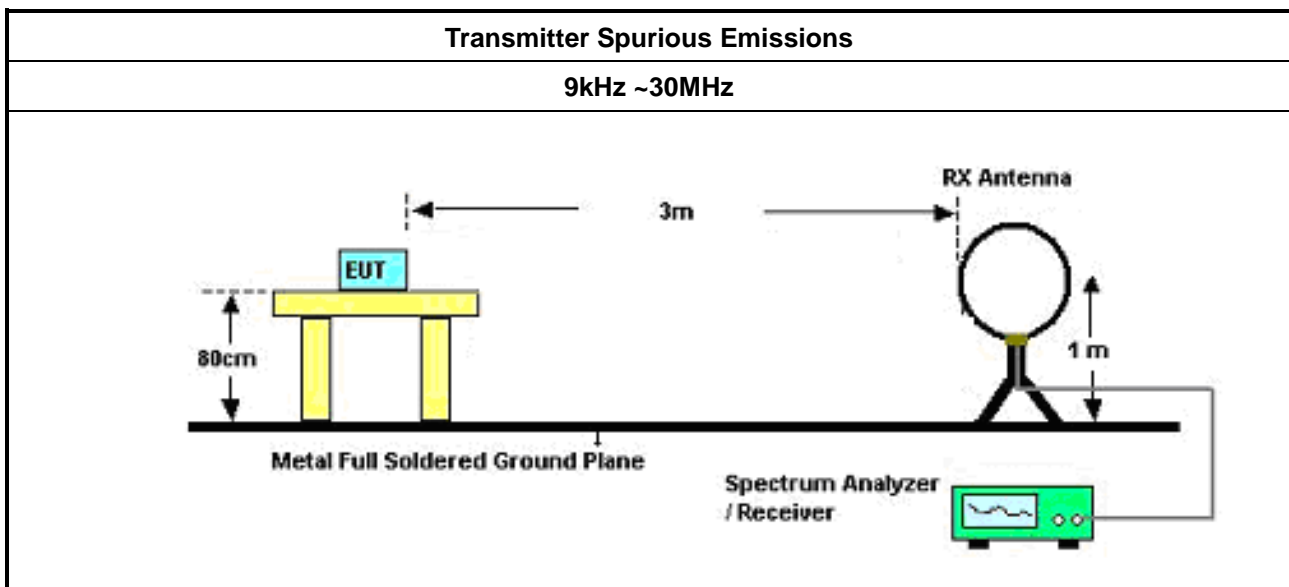 Transmitter Spurious Emissions
9kHz ~30MHz
RX Antenna
3m
EUT
80cm
1 m
Metal Full Soldered Ground Plane
Spectrum Analyzer
/ Receiver